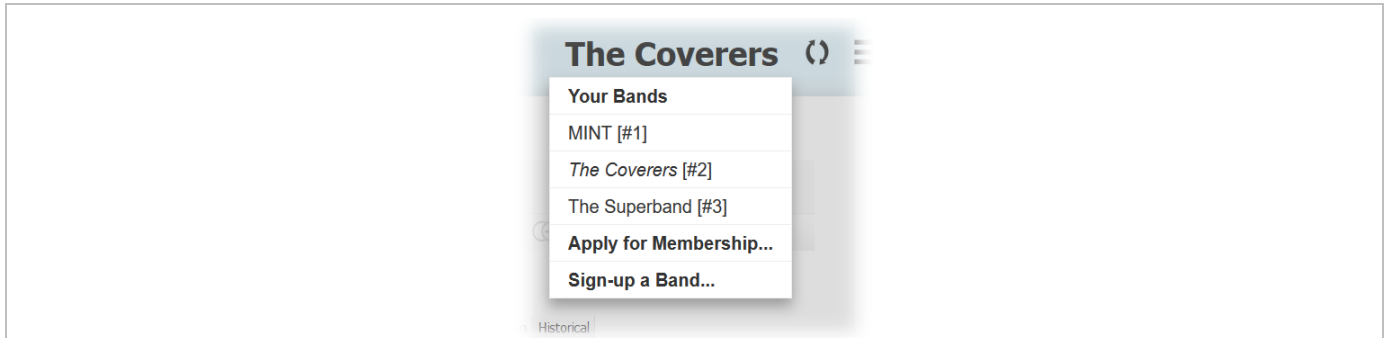 The Coverers
Your Bands
MINT [#1]
The Coverers [#2]
The Superband [#3]
Apply for Membership...
Sign-up a Band...
Historical